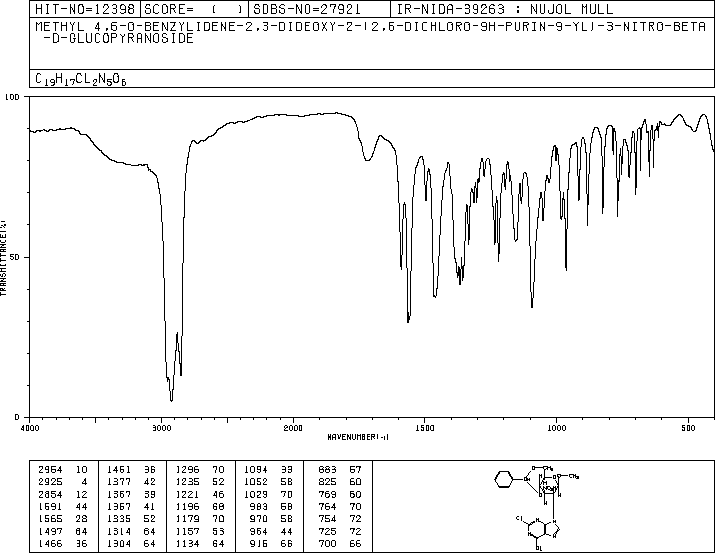 HIT-NO=12398 SCORE= ( ) SDBS-NO=27921 IR-NIDA-39263 : NUJOL MULL
METHYL 4,6-O-BENZYLIDENE-2,3-DIDEOXY-2-(2,6-DICHLORO-9H-PURIN-9-YL)-3-NITRO-BETA
-D-GLUCOPYRANOSIDE
C19H17CL2N5O6
100
50
0
TRANSMITTANCE(%)
4000 3000 2000 1500 1000 500
WAVENUMBER(-1)
2954 10 1461 36 1296 70 1094 33 883 57
2925 4 1377 42 1235 52 1052 58 825 60
2854 12 1367 39 1221 46 1029 70 769 60
1591 44 1357 41 1196 68 983 58 764 70
1565 28 1335 52 1179 70 970 58 754 72
1497 64 1314 64 1157 53 964 44 725 72
1466 36 1304 64 1134 64 916 66 700 66